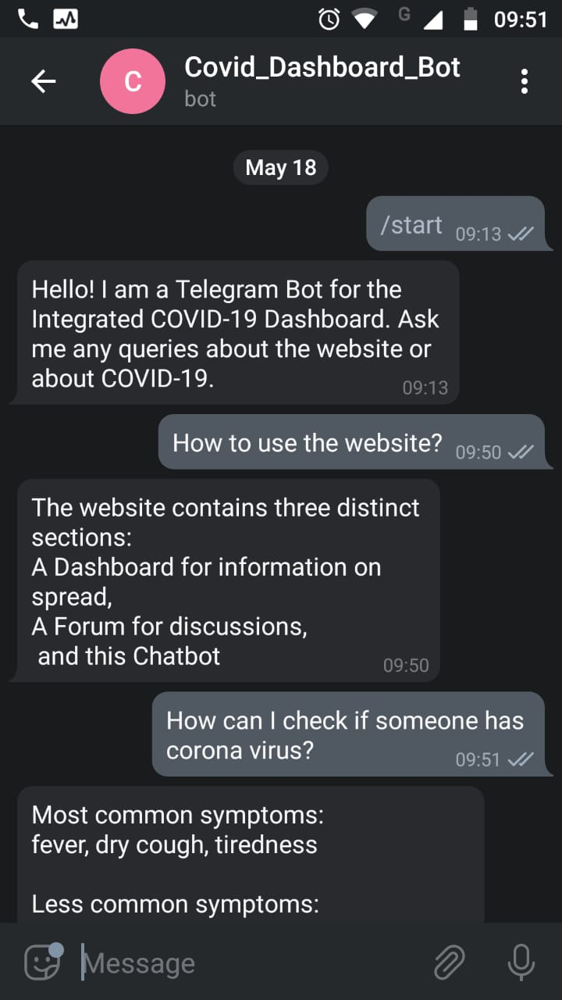 G 09:51
C
Covid_Dashboard_Bot
bot
May 18
/start 09:13
Hello! I am a Telegram Bot for the
Integrated COVID-19 Dashboard. Ask
me any queries about the website or
about COVID-19.
09:13
How to use the website? 09:50
The website contains three distinct
sections:
A Dashboard for information on
spread,
A Forum for discussions,
and this Chatbot
09:50
How can I check if someone has
corona virus?
09:51
Most common symptoms:
fever, dry cough, tiredness
Less common symptoms:
Message